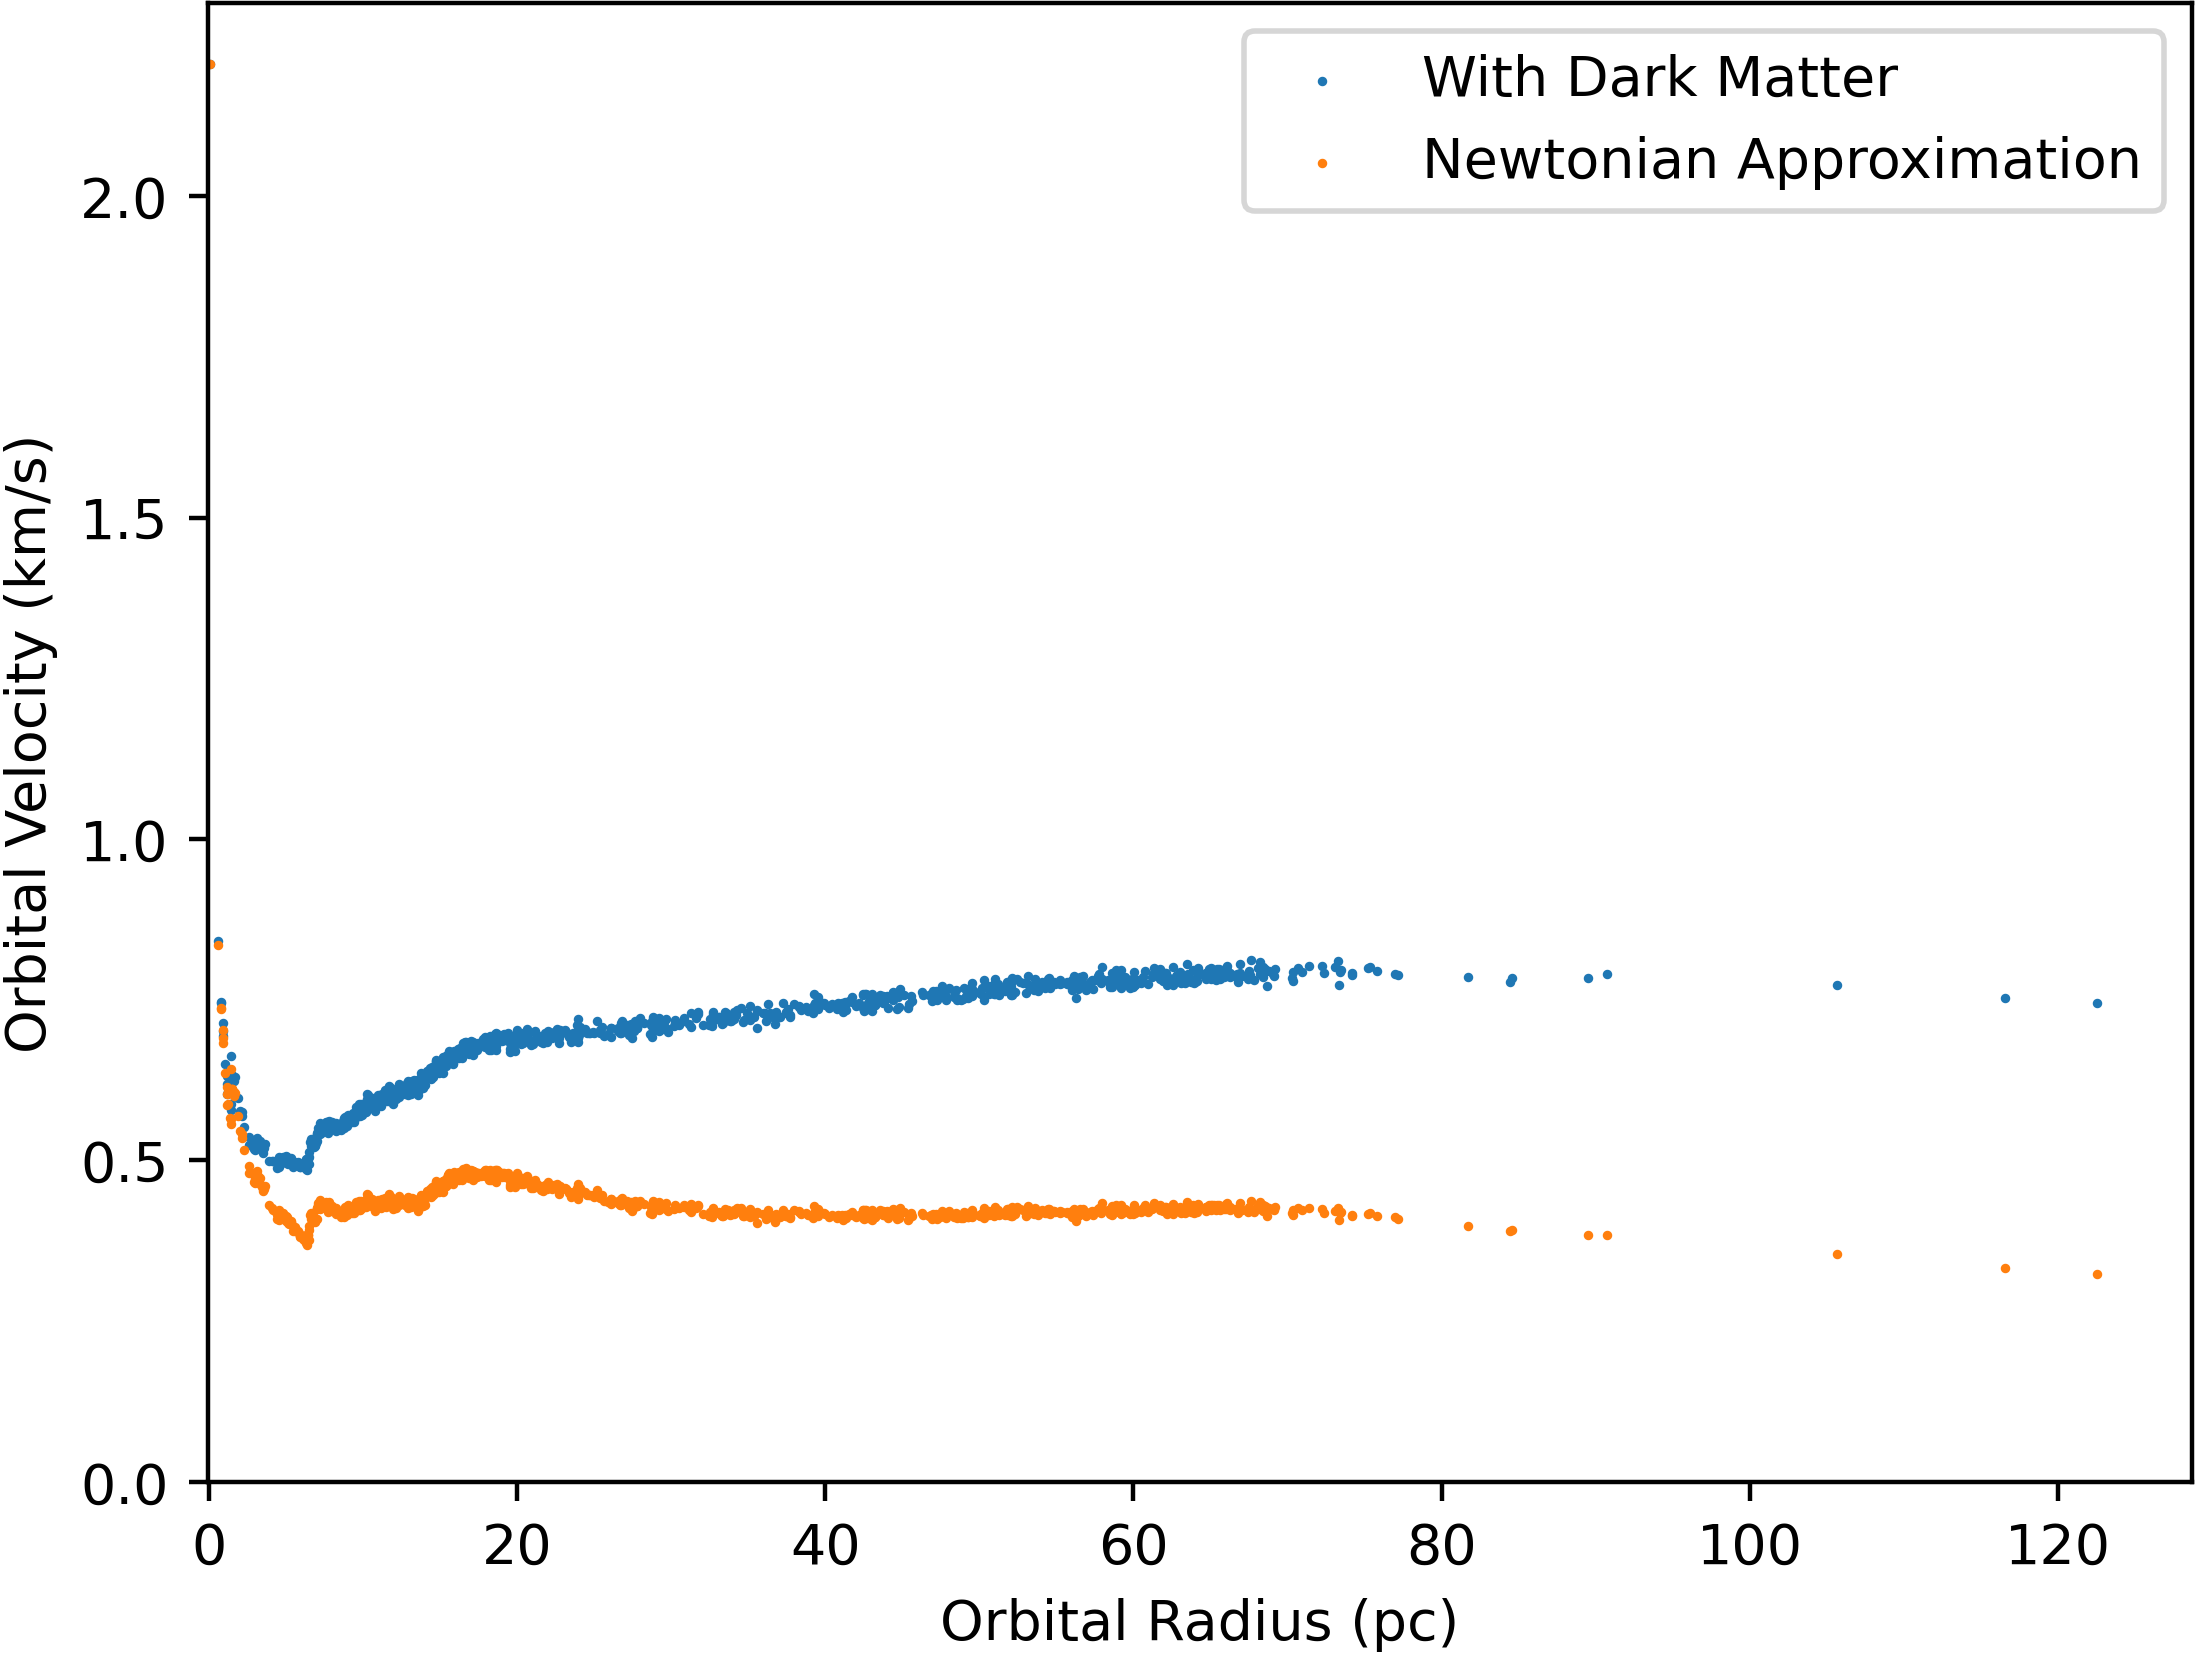 With Dark Matter
Newtonian Approximation
Orbital Velocity (km/s)
2.0
1.5
1.0
0.5
0.0
0 20 40 60 80 100 120
Orbital Radius (pc)